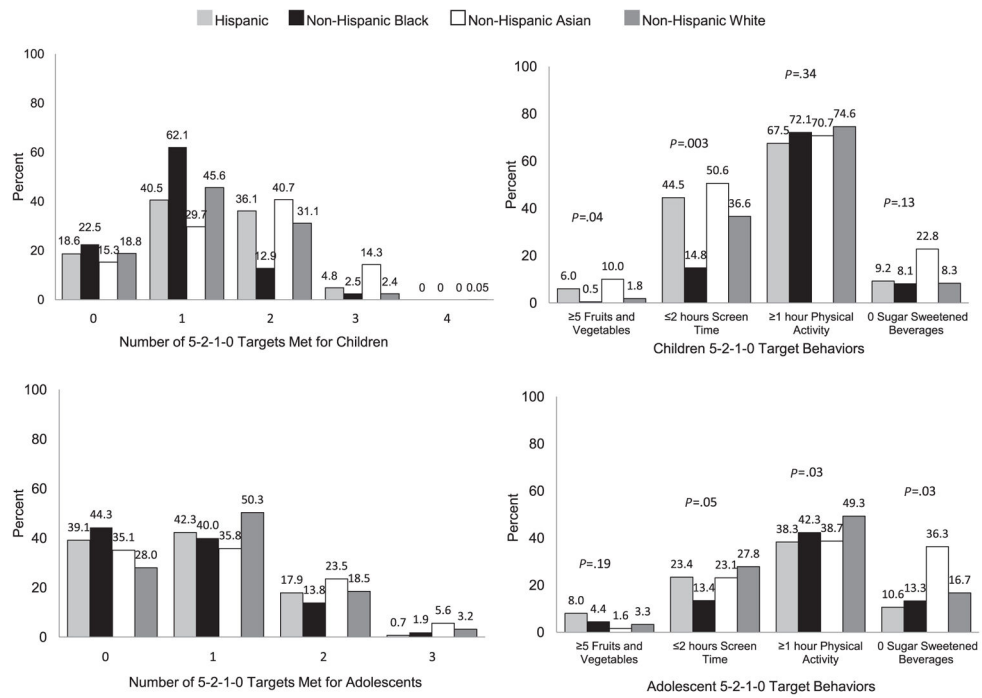 Hispanic Non-Hispanic Black Non-Hispanic Asian Non-Hispanic White
100
80
60
40
20
0
Percent
18.6 22.5 15.3 18.8
40.5 62.1 29.7 45.6
36.1 12.9 40.7 31.1
4.8 2.5 14.3 2.4
0 0 0 0.05
0 1 2 3 4
Number of 5-2-1-0 Targets Met for Children
100
80
60
40
20
0
Percent
P=.04
6.0 0.5 10.0 1.8
P=.003
44.5 14.8 50.6 36.6
P=.34
67.5 72.1 70.7 74.6
P=.13
9.2 8.1 22.8 8.3
≥5 Fruits and ≤2 hours Screen ≥1 hour Physical 0 Sugar Sweetened
Vegetables Time Activity Beverages
Children 5-2-1-0 Target Behaviors
100
80
60
40
20
0
Percent
39.1 44.3 35.1 28.0
42.3 40.0 35.8 50.3
17.9 13.8 23.5 18.5
0.7 1.9 5.6 3.2
0 1 2 3
Number of 5-2-1-0 Targets Met for Adolescents
100
80
60
40
20
0
Percent
P=.19
8.0 4.4 1.6 3.3
P=.05
23.4 13.4 23.1 27.8
P=.03
38.3 42.3 38.7 49.3
P=.03
10.6 13.3 36.3 16.7
≥5 Fruits and ≤2 hours Screen ≥1 hour Physical 0 Sugar Sweetened
Vegetables Time Activity Beverages
Adolescent 5-2-1-0 Target Behaviors